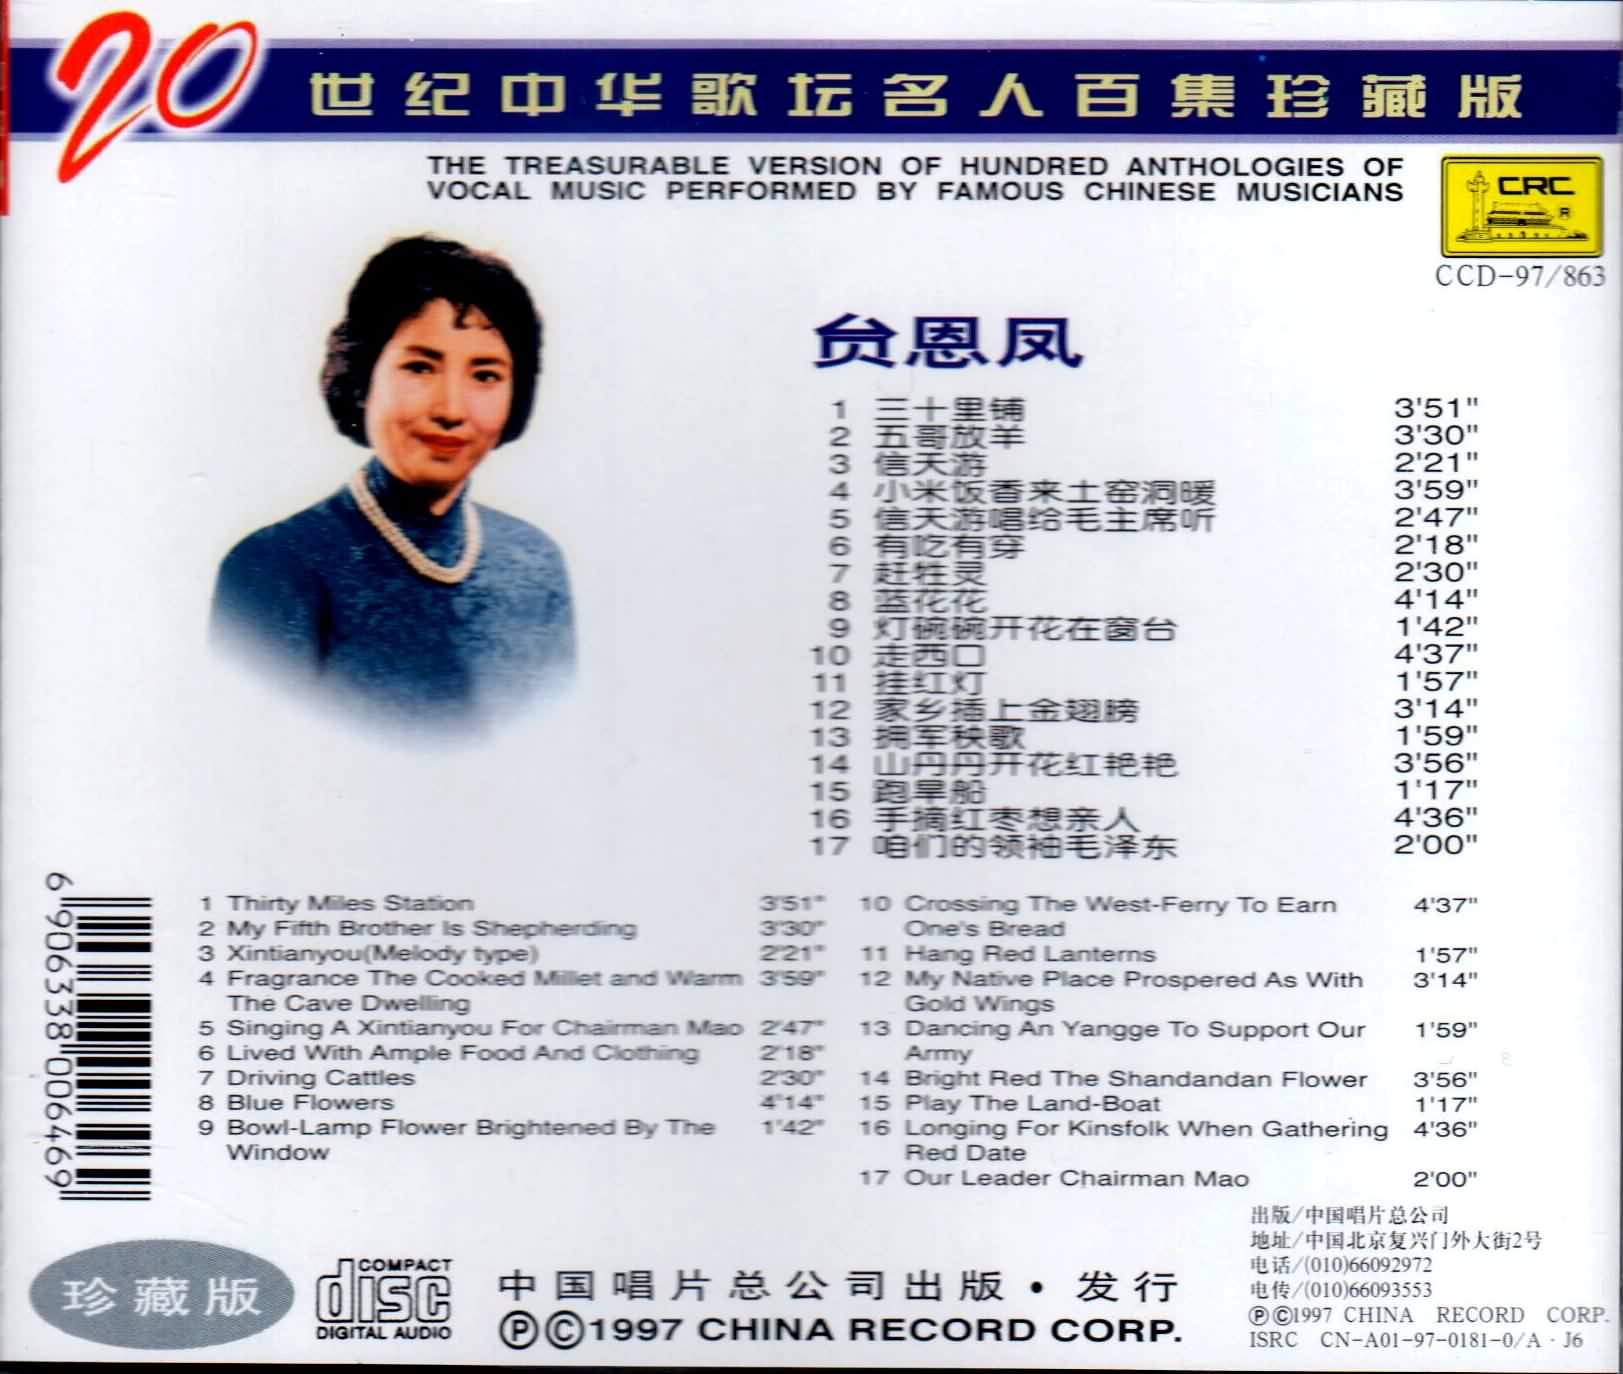 20世纪中华歌坛名人百集珍藏版
THE TREASURABLE VERSION OF HUNDRED ANTHOLOGIES OF
VOCAL MUSIC PERFORMED BY FAMOUS CHINESE MUSICIANS
CRC
®
CCD-97/863
贠恩凤
1 三十里铺 3'51"
2 五哥放羊 3'30"
3 信天游 2'21"
4 小米饭香来土窑洞暖 3'59"
5 信天游唱给毛主席听 2'47"
6 有吃有穿 2'18"
7 赶牲灵 2'30"
8 蓝花花 4'14"
9 灯碗碗开花在窗台 1'42"
10 走西口 4'37"
11 挂红灯 1'57"
12 家乡插上金翅膀 3'14"
13 拥军秧歌 1'59"
14 山丹丹开花红艳艳 3'56"
15 跑旱船 1'17"
16 手摘红枣想亲人 4'36"
17 咱们的领袖毛泽东 2'00"
1 Thirty Miles Station 3'51"
2 My Fifth Brother Is Shepherding 3'30"
3 Xintianyou(Melody type) 2'21"
4 Fragrance The Cooked Millet and Warm 3'59"
The Cave Dwelling
5 Singing A Xintianyou For Chairman Mao 2'47"
6 Lived With Ample Food And Clothing 2'18"
7 Driving Cattles 2'30"
8 Blue Flowers 4'14"
9 Bowl-Lamp Flower Brightened By The 1'42"
Window
10 Crossing The West-Ferry To Earn 4'37"
One's Bread
11 Hang Red Lanterns 1'57"
12 My Native Place Prospered As With 3'14"
Gold Wings
13 Dancing An Yangge To Support Our 1'59"
Army
14 Bright Red The Shandandan Flower 3'56"
15 Play The Land-Boat 1'17"
16 Longing For Kinsfolk When Gathering 4'36"
Red Date
17 Our Leader Chairman Mao 2'00"
6 906338 006469
珍藏版
COMPACT
disc
DIGITAL AUDIO
中国唱片总公司出版·发行
ⓅⒸ1997 CHINA RECORD CORP.
出版/中国唱片总公司
地址/中国北京复兴门外大街2号
电话/(010)66092972
电传/(010)66093553
ⓅⒸ1997 CHINA RECORD CORP.
ISRC CN-A01-97-0181-0/A·J6